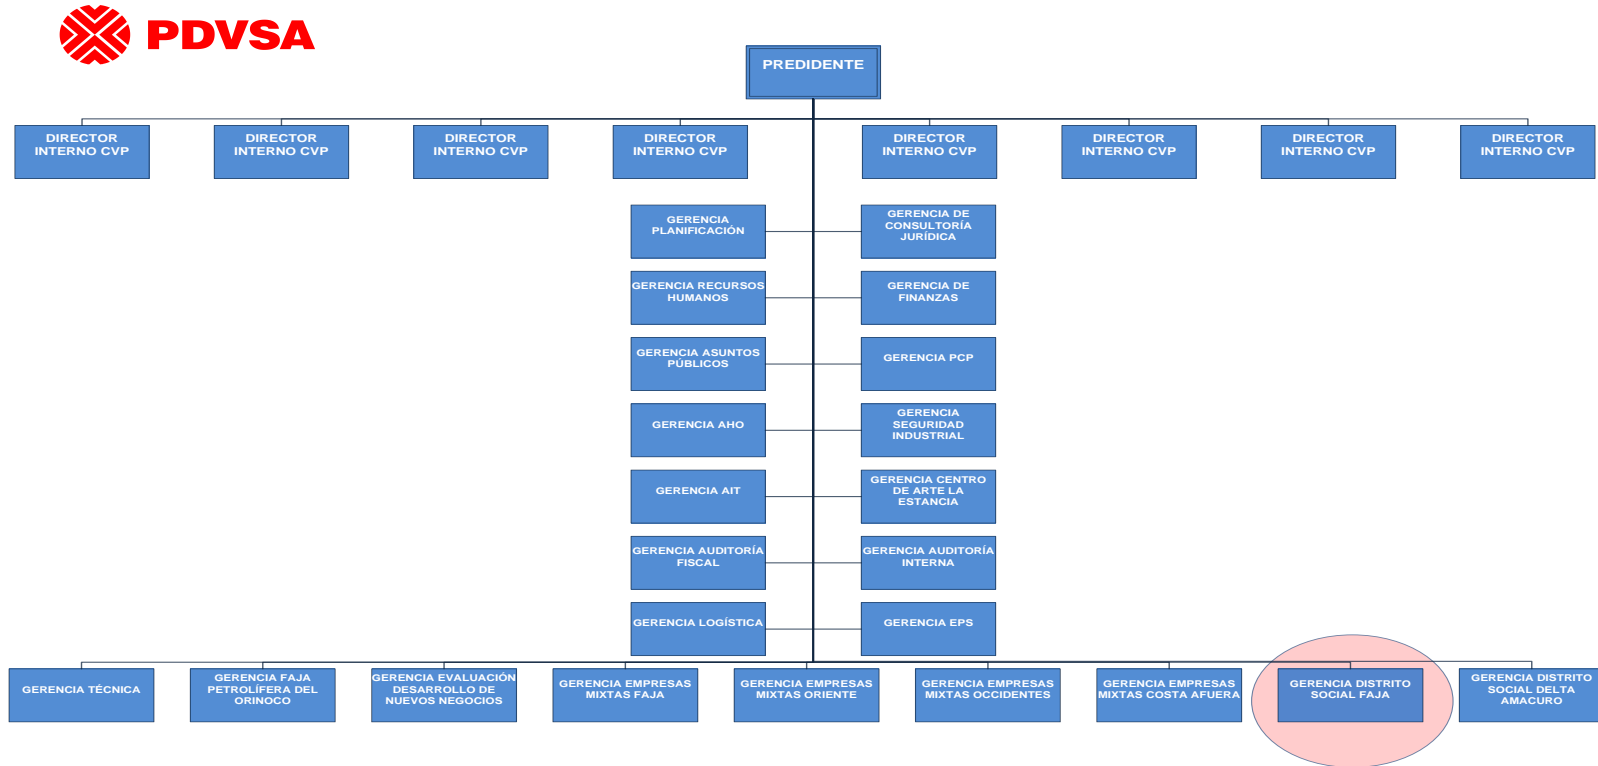 PDVSA
PREDIDENTE
DIRECTOR
INTERNO CVP
DIRECTOR
INTERNO CVP
DIRECTOR
INTERNO CVP
DIRECTOR
INTERNO CVP
DIRECTOR
INTERNO CVP
DIRECTOR
INTERNO CVP
DIRECTOR
INTERNO CVP
DIRECTOR
INTERNO CVP
GERENCIA
PLANIFICACIÓN
GERENCIA DE
CONSULTORÍA
JURÍDICA
GERENCIA RECURSOS
HUMANOS
GERENCIA DE
FINANZAS
GERENCIA ASUNTOS
PÚBLICOS
GERENCIA PCP
GERENCIA AHO
GERENCIA
SEGURIDAD
INDUSTRIAL
GERENCIA AIT
GERENCIA CENTRO
DE ARTE LA
ESTANCIA
GERENCIA AUDITORÍA
FISCAL
GERENCIA AUDITORÍA
INTERNA
GERENCIA LOGÍSTICA
GERENCIA EPS
GERENCIA TÉCNICA
GERENCIA FAJA
PETROLÍFERA DEL
ORINOCO
GERENCIA EVALUACIÓN
DESARROLLO DE
NUEVOS NEGOCIOS
GERENCIA EMPRESAS
MIXTAS FAJA
GERENCIA EMPRESAS
MIXTAS ORIENTE
GERENCIA EMPRESAS
MIXTAS OCCIDENTES
GERENCIA EMPRESAS
MIXTAS COSTA AFUERA
GERENCIA DISTRITO
SOCIAL FAJA
GERENCIA DISTRITO
SOCIAL DELTA
AMACURO